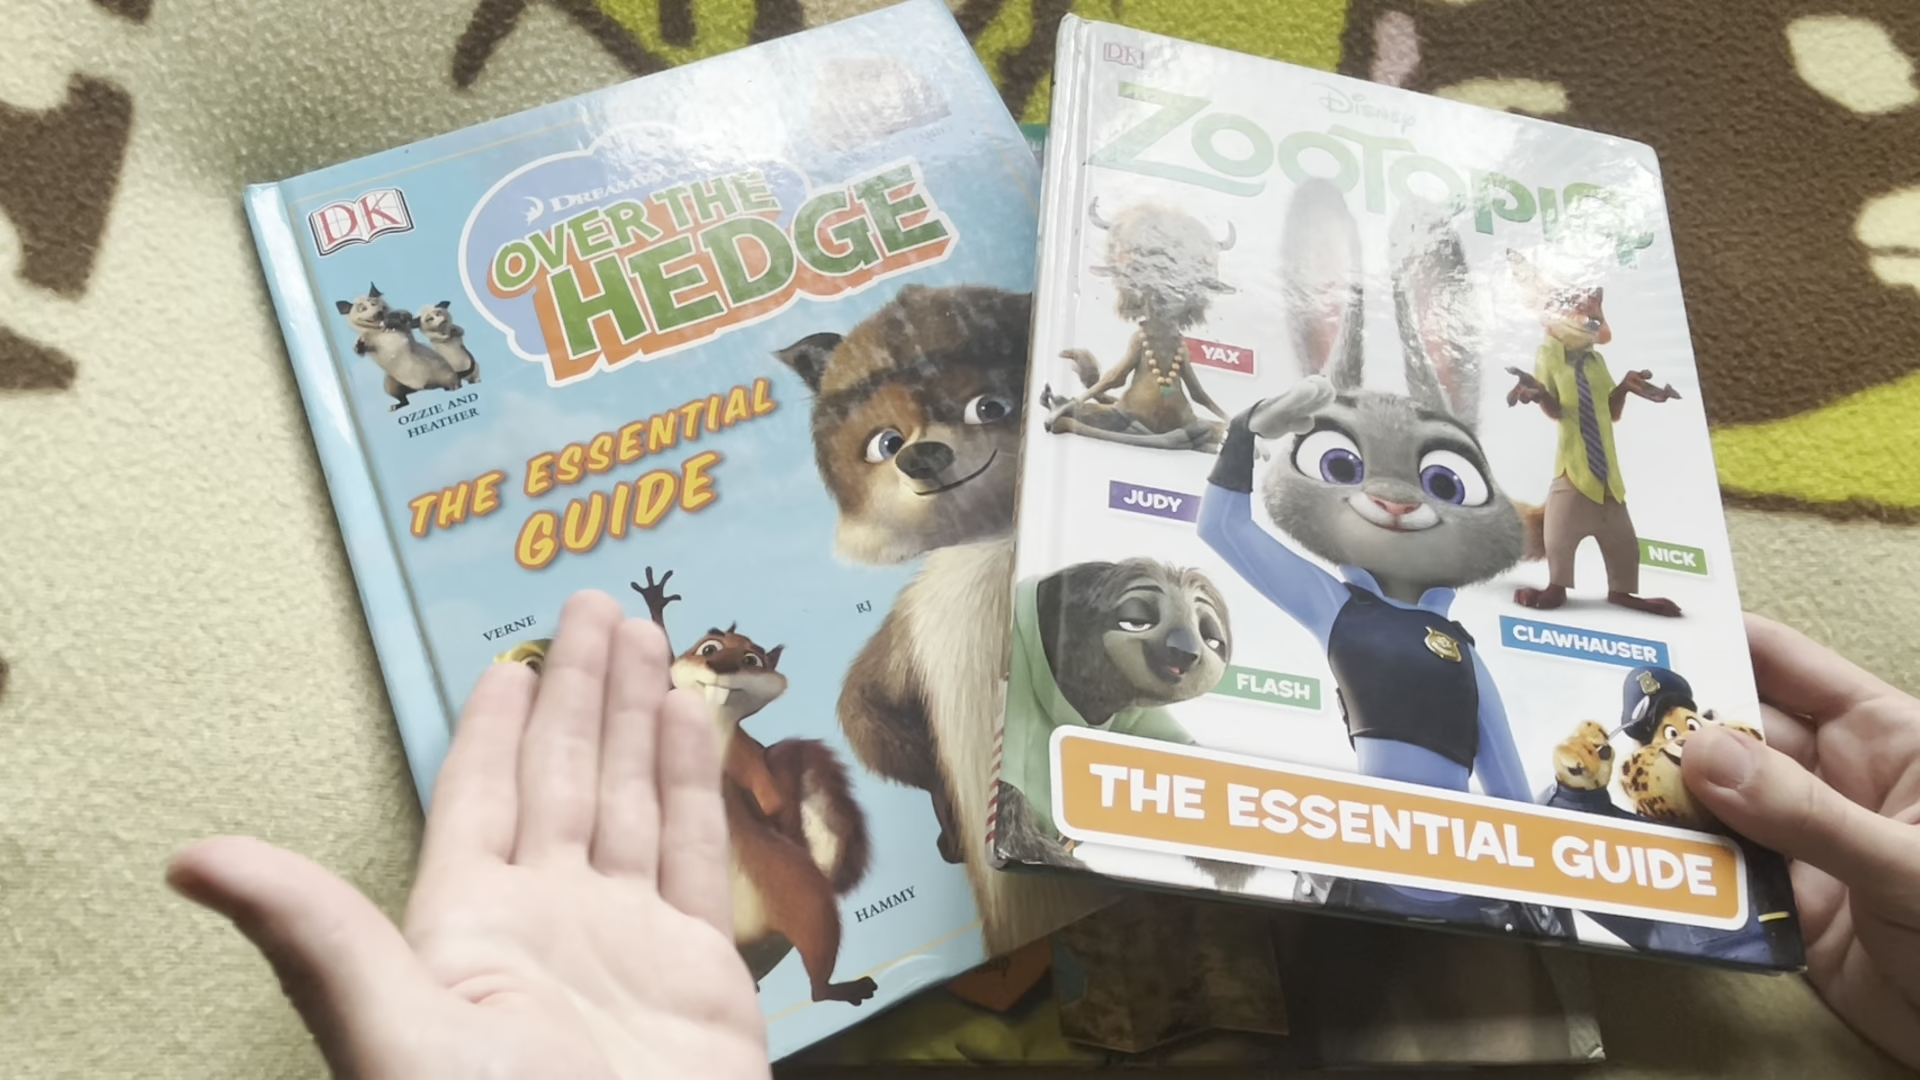 DK
DREAMWORKS
OVER THE
HEDGE
OZZIE AND
HEATHER
THE ESSENTIAL
GUIDE
VERNE
RJ
HAMMY
DK
Disney
ZOOTOPIA
YAX
JUDY
NICK
CLAWHAUSER
FLASH
THE ESSENTIAL GUIDE